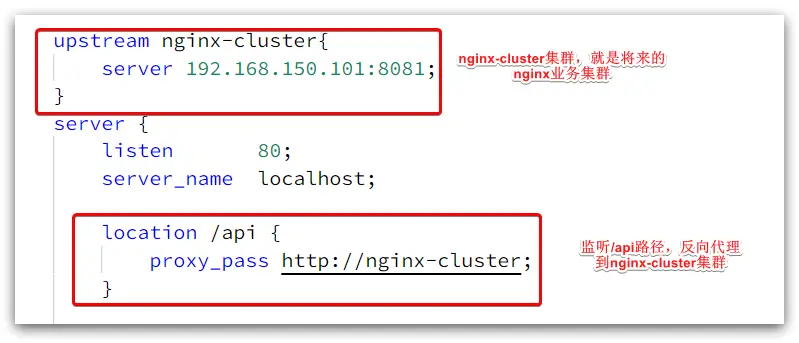 upstream nginx-cluster{
server 192.168.150.101:8081;
}
nginx-cluster集群，就是将来的
nginx业务集群
server {
listen 80;
server_name localhost;
location /api {
proxy_pass http://nginx-cluster;
}
监听/api路径，反向代理
到nginx-cluster集群